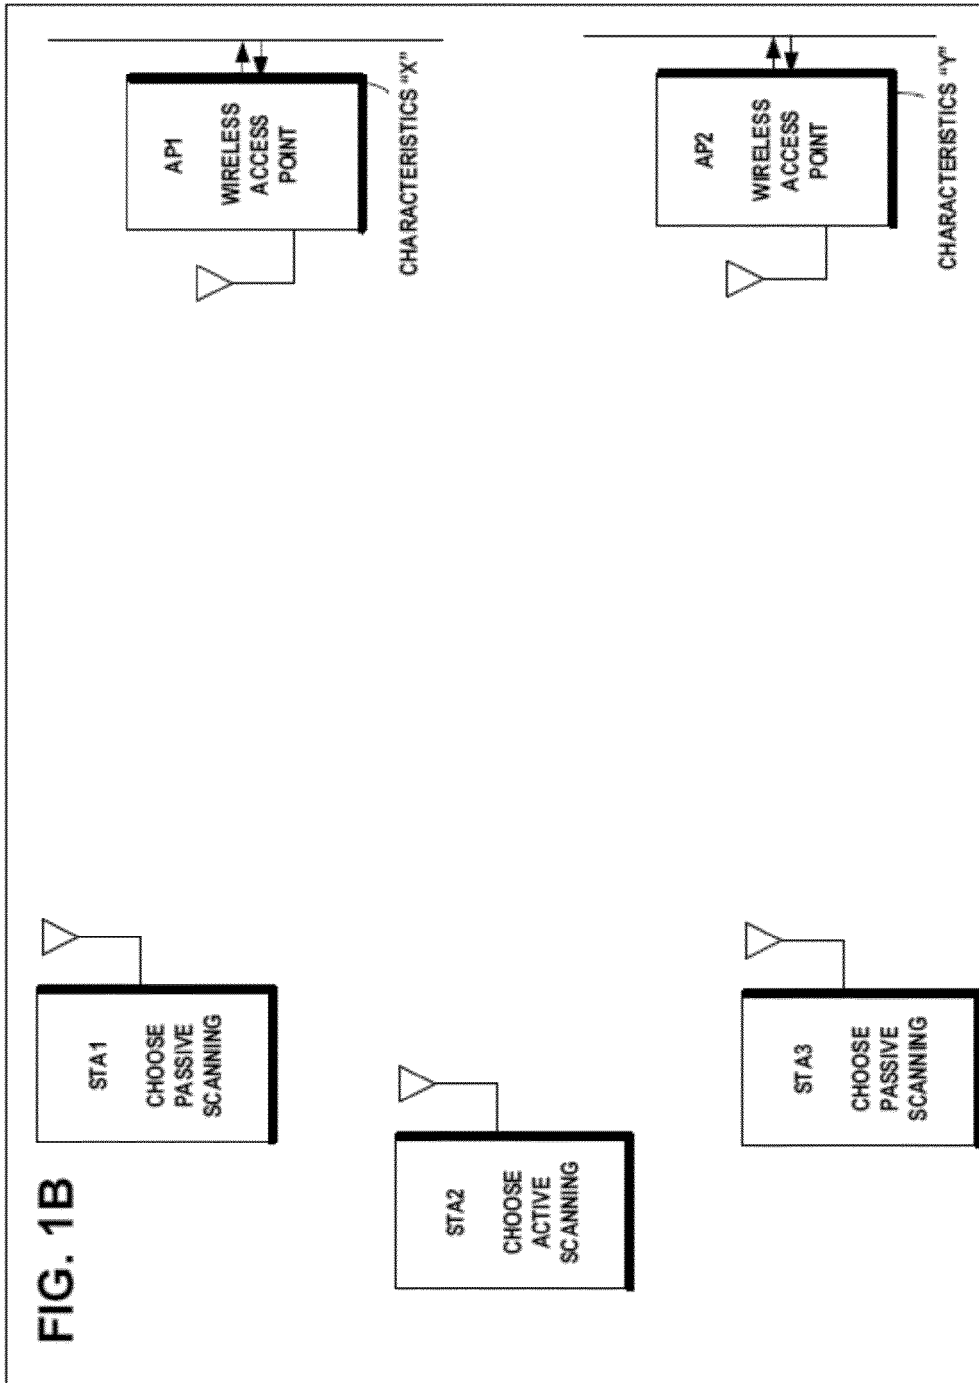 FIG. 1B
STA1
CHOOSE
PASSIVE
SCANNING
STA2
CHOOSE
ACTIVE
SCANNING
STA3
CHOOSE
PASSIVE
SCANNING
AP1
WIRELESS
ACCESS
POINT
CHARACTERISTICS "X"
AP2
WIRELESS
ACCESS
POINT
CHARACTERISTICS "Y"